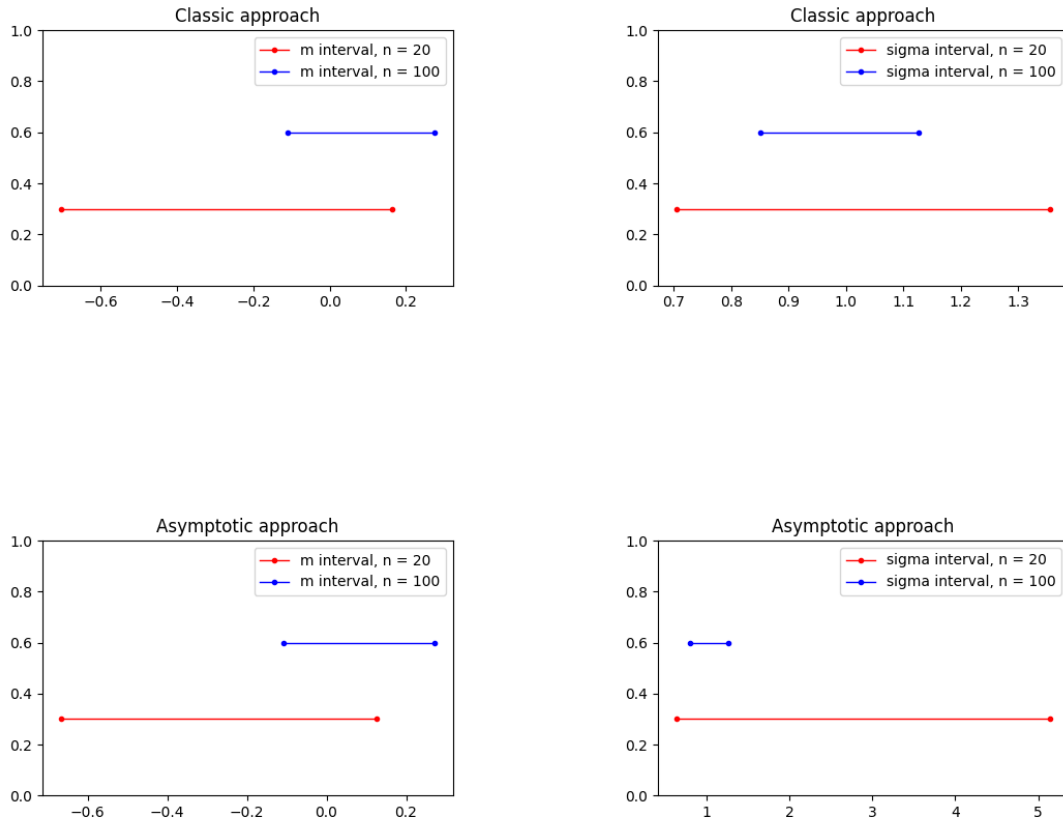 Classic approach
1.0
0.8
0.6
0.4
0.2
0.0
m interval, n = 20
m interval, n = 100
−0.6 −0.4 −0.2 0.0 0.2
Classic approach
1.0
0.8
0.6
0.4
0.2
0.0
sigma interval, n = 20
sigma interval, n = 100
0.7 0.8 0.9 1.0 1.1 1.2 1.3
Asymptotic approach
1.0
0.8
0.6
0.4
0.2
0.0
m interval, n = 20
m interval, n = 100
−0.6 −0.4 −0.2 0.0 0.2
Asymptotic approach
1.0
0.8
0.6
0.4
0.2
0.0
sigma interval, n = 20
sigma interval, n = 100
1 2 3 4 5